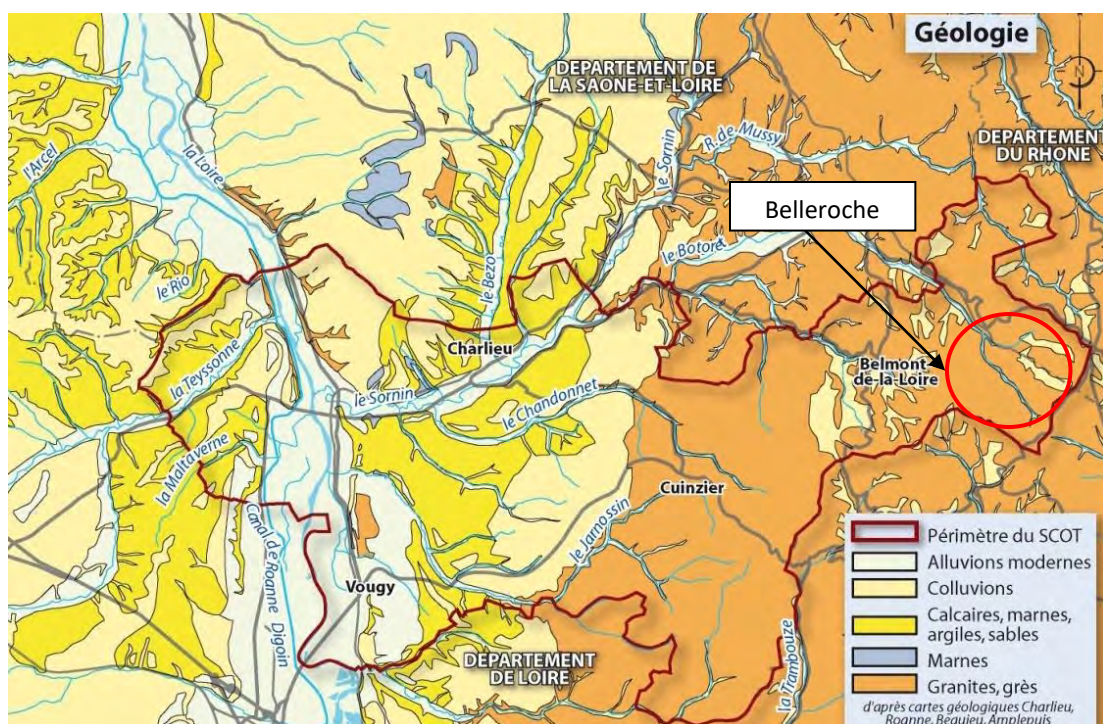 Géologie
DEPARTEMENT DE
LA SAONE-ET-LOIRE
DEPARTEMENT
DU RHONE
l'Arcel
la Loire
le Sornin
R. de Mussy
Belleroche
le Botoret
le Rio
le Bezo
Charlieu
la Teyssonne
Belmont
de-la-Loire
le Sornin
le Chandonnet
la Maltaverne
Cuinzier
Canal de Roanne Digoin
le Jarnossin
Vougy
DEPARTEMENT
DE LOIRE
la Trambouze
Périmètre du SCOT
Alluvions modernes
Colluvions
Calcaires, marnes,
argiles, sables
Marnes
Granites, grès
d'après cartes géologiques Charlieu,
Roanne, Beaujeu, Amplepuis
N